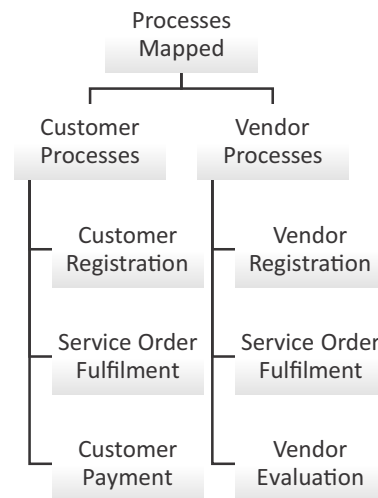 Processes
Mapped
Customer
Processes
Vendor
Processes
Customer
Registration
Vendor
Registration
Service Order
Fulfilment
Service Order
Fulfilment
Customer
Payment
Vendor
Evaluation